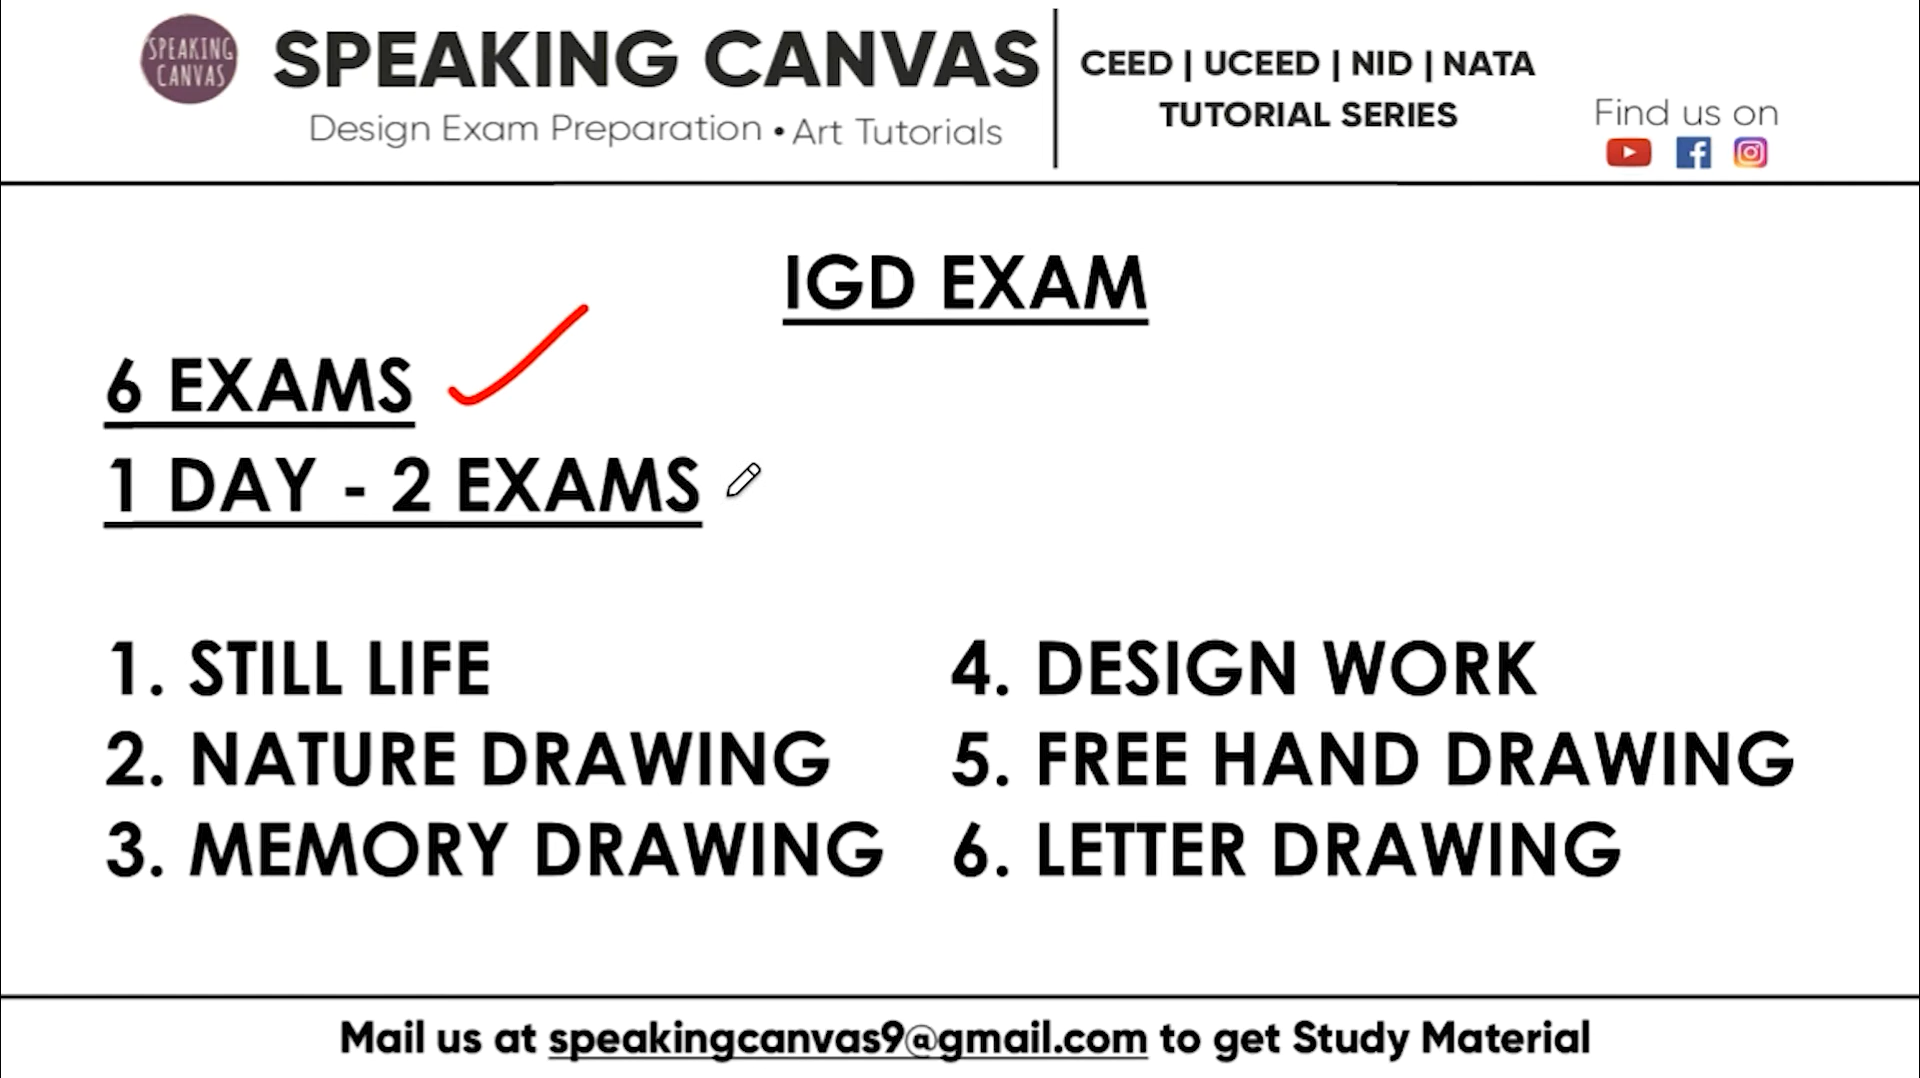 SPEAKING
CANVAS
SPEAKING CANVAS
Design Exam Preparation • Art Tutorials
CEED | UCEED | NID | NATA
TUTORIAL SERIES
Find us on
IGD EXAM
6 EXAMS
1 DAY - 2 EXAMS
1. STILL LIFE
2. NATURE DRAWING
3. MEMORY DRAWING
4. DESIGN WORK
5. FREE HAND DRAWING
6. LETTER DRAWING
Mail us at speakingcanvas9@gmail.com to get Study Material